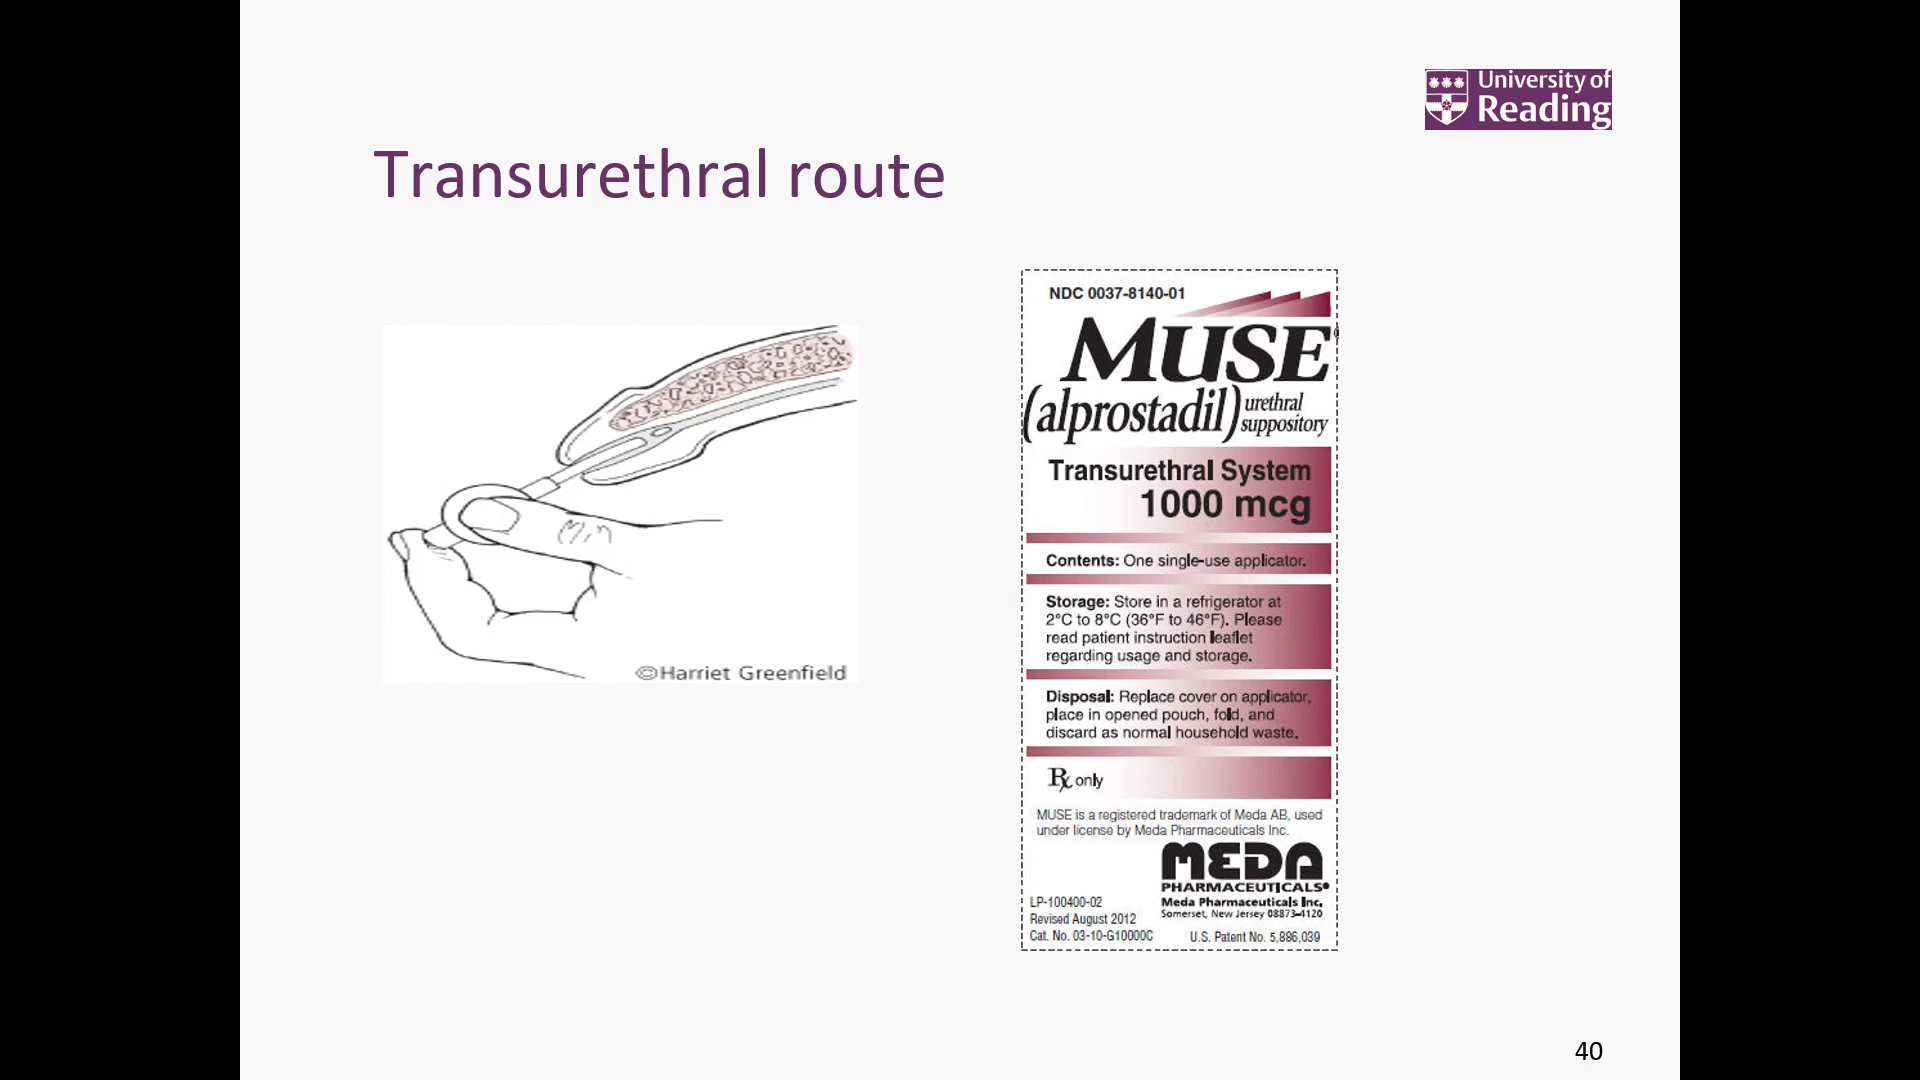 University of
Reading
Transurethral route
©Harriet Greenfield
NDC 0037-8140-01
MUSE®
(alprostadil) urethral
suppository
Transurethral System
1000 mcg
Contents: One single-use applicator.
Storage: Store in a refrigerator at
2°C to 8°C (36°F to 46°F). Please
read patient instruction leaflet
regarding usage and storage.
Disposal: Replace cover on applicator,
place in opened pouch, fold, and
discard as normal household waste.
Rx only
MUSE is a registered trademark of Meda AB, used
under license by Meda Pharmaceuticals Inc.
MEDA
PHARMACEUTICALS®
Meda Pharmaceuticals Inc.
Somerset, New Jersey 08873-4120
LP-100400-02
Revised August 2012
Cat. No. 03-10-G10000C
U.S. Patent No. 5,886,039
40